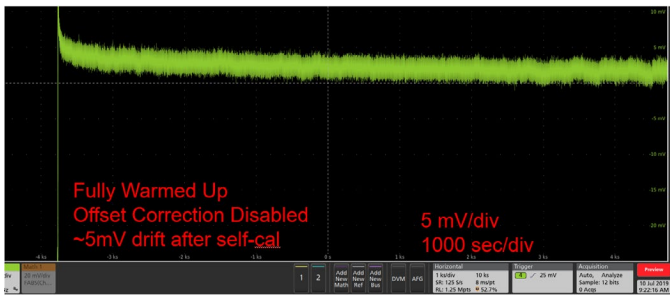 10 mV
5 mV
-5 mV
-10 mV
-15 mV
-20 mV
-4 ks
-3 ks
-2 ks
-1 ks
0 s
1 ks
2 ks
3 ks
4 ks
Fully Warmed Up
Offset Correction Disabled
~5mV drift after self-cal
5 mV/div
1000 sec/div
Math 1
20 mV/div
1
2
Add New Math
Add New Ref
Add New Bus
DVM
AFG
Horizontal
1 ks/div 10 ks
SR: 125 S/s 8 ms/pt
RL: 1.25 Mpts 52.7%
Trigger
25 mV
Acquisition
Auto, Analyze
Sample: 12 bits
0 Acqs
Preview
10 Jul 2019
9:22:16 AM